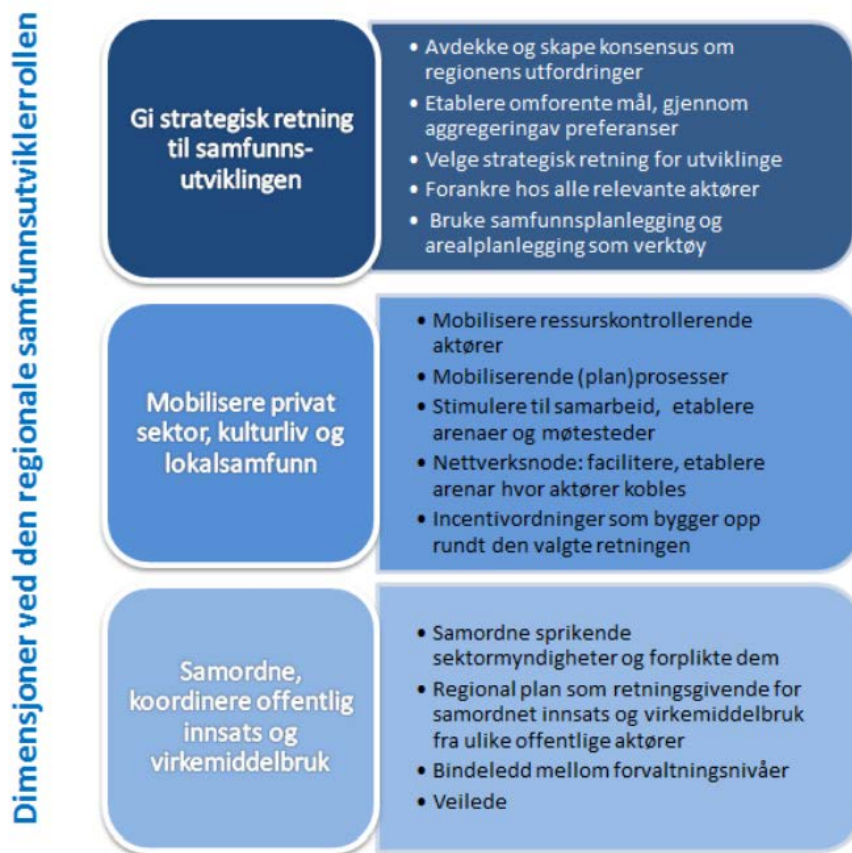 Dimensjoner ved den regionale samfunnsutviklerrollen
Gi strategisk retning
til samfunns-
utviklingen
• Avdekke og skape konsensus om
regionens utfordringer
• Etablere omforente mål, gjennom
aggregeringav preferanser
• Velge strategisk retning for utviklinge
• Forankre hos alle relevante aktører
• Bruke samfunnsplanlegging og
arealplanlegging som verktøy
Mobilisere privat
sektor, kulturliv og
lokalsamfunn
• Mobilisere ressurskontrollerende
aktører
• Mobiliserende (plan)prosesser
• Stimulere til samarbeid, etablere
arenaer og møtesteder
• Nettverksnode: facilitere, etablere
arenar hvor aktører kobles
• Incentivordninger som bygger opp
rundt den valgte retningen
Samordne,
koordinere offentlig
innsats og
virkemiddelbruk
• Samordne sprikende
sektormyndigheter og forplikte dem
• Regional plan som retningsgivende for
samordnet innsats og virkemiddelbruk
fra ulike offentlige aktører
• Bindeledd mellom forvaltningsnivåer
• Veilede